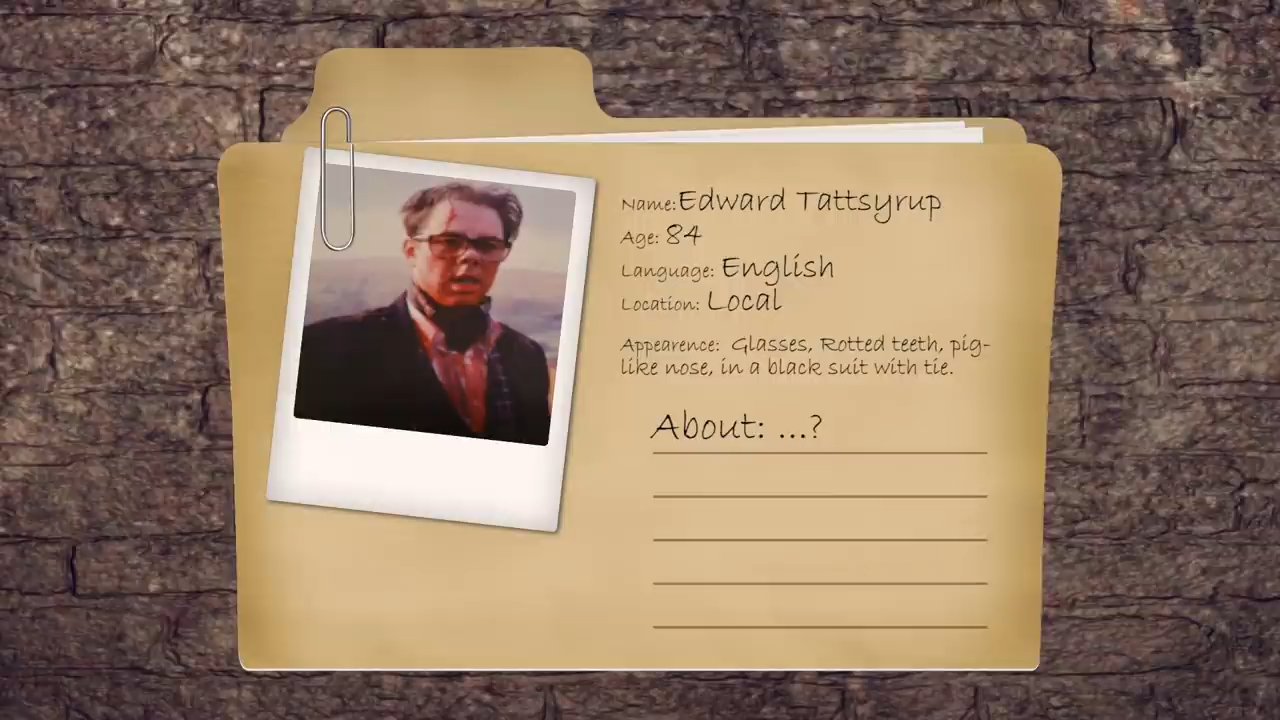 Name:Edward Tattsyrup
Age: 84
Language: English
Location: Local
Appearence: Glasses, Rotted teeth, pig-
like nose, in a black suit with tie.
About: ...?